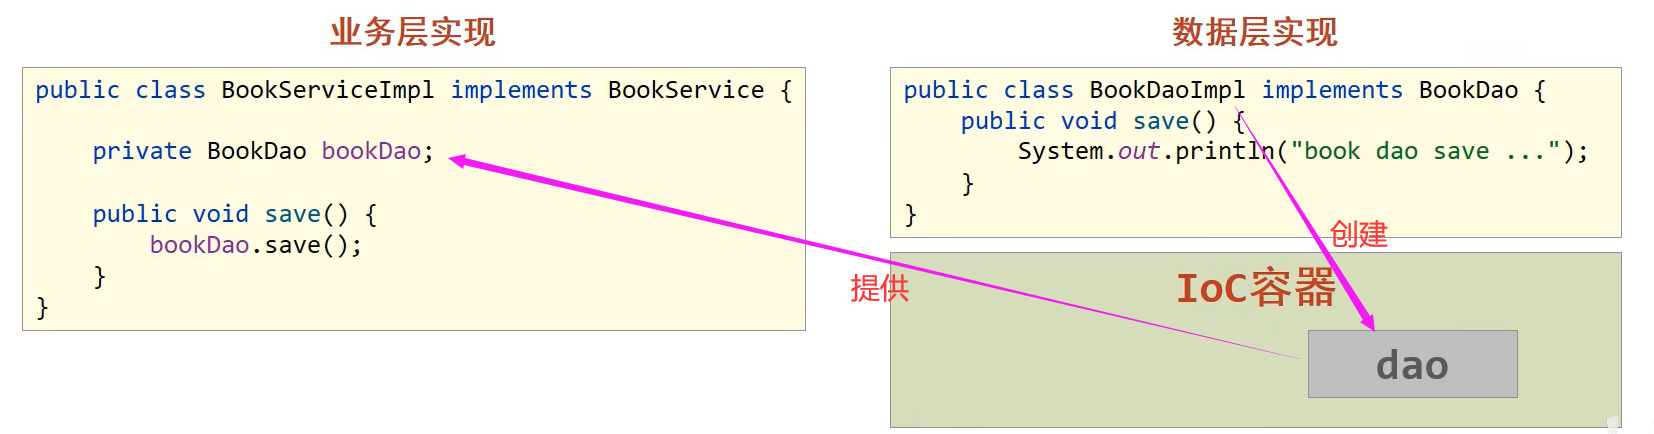 业务层实现
public class BookServiceImpl implements BookService {
private BookDao bookDao;
public void save() {
bookDao.save();
}
}
数据层实现
public class BookDaoImpl implements BookDao {
public void save() {
System.out.println("book dao save ...");
}
}
创建
提供
IoC容器
dao